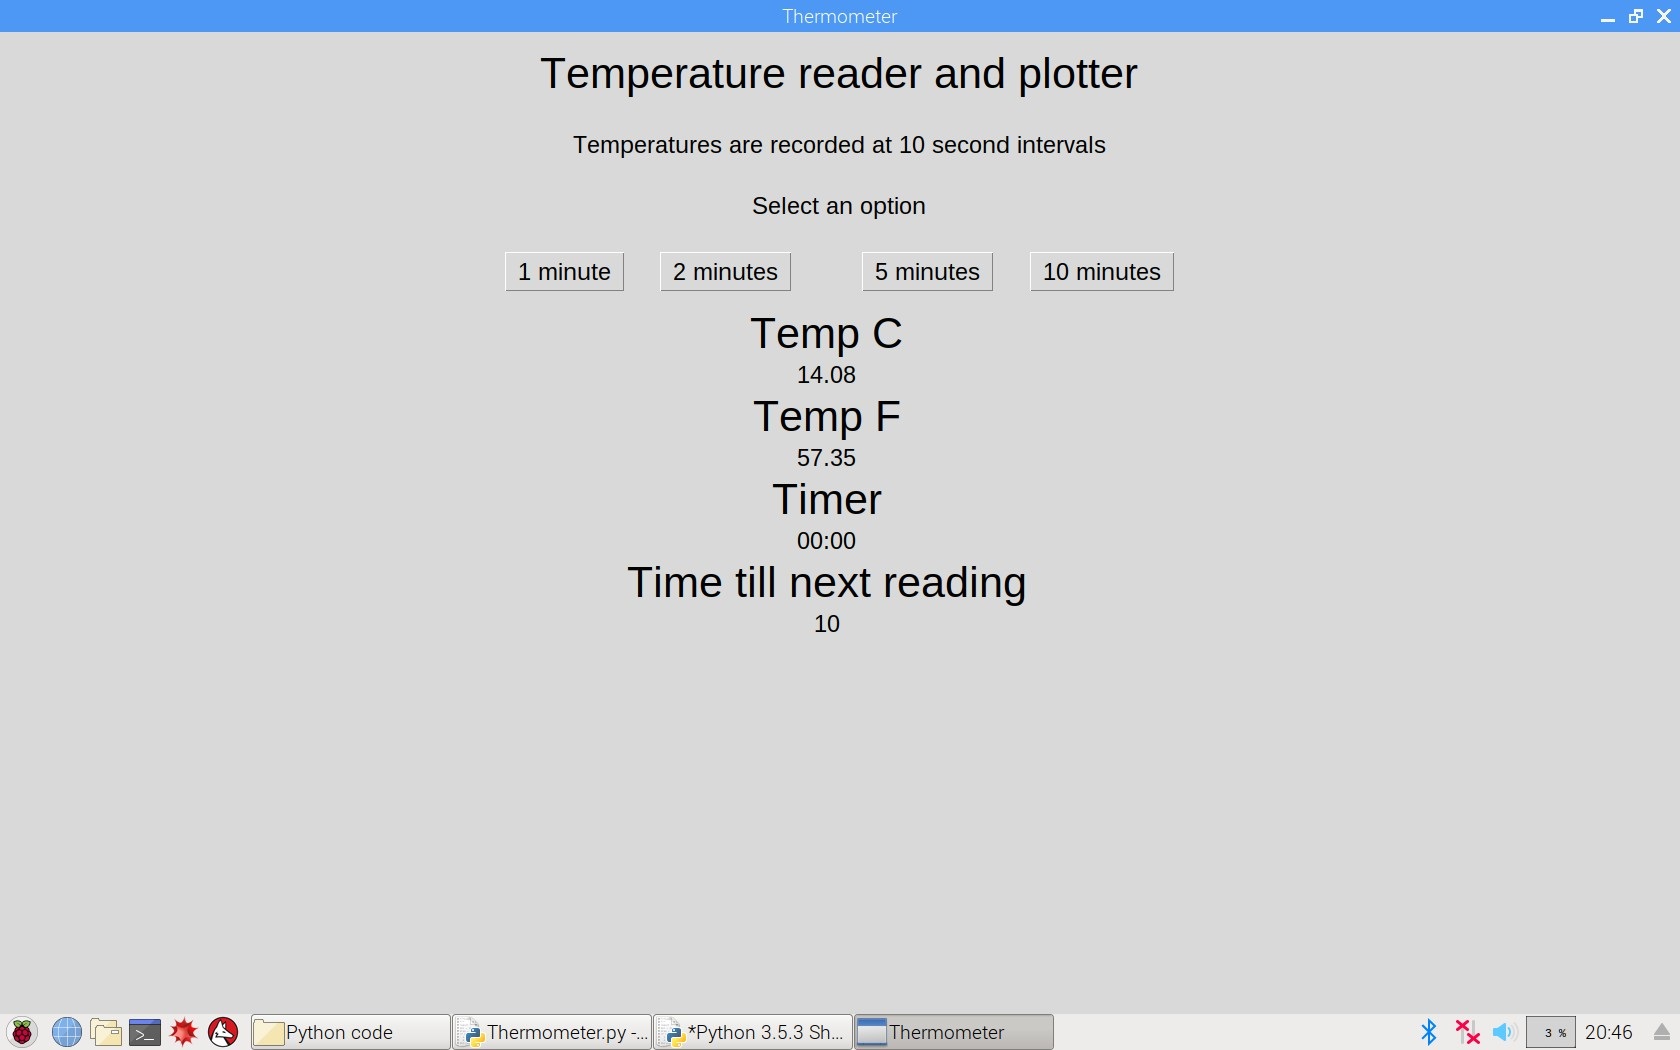 Thermometer
Temperature reader and plotter
Temperatures are recorded at 10 second intervals
Select an option
1 minute 2 minutes 5 minutes 10 minutes
Temp C
14.08
Temp F
57.35
Timer
00:00
Time till next reading
10
Python code Thermometer.py -... *Python 3.5.3 Sh... Thermometer 3 % 20:46